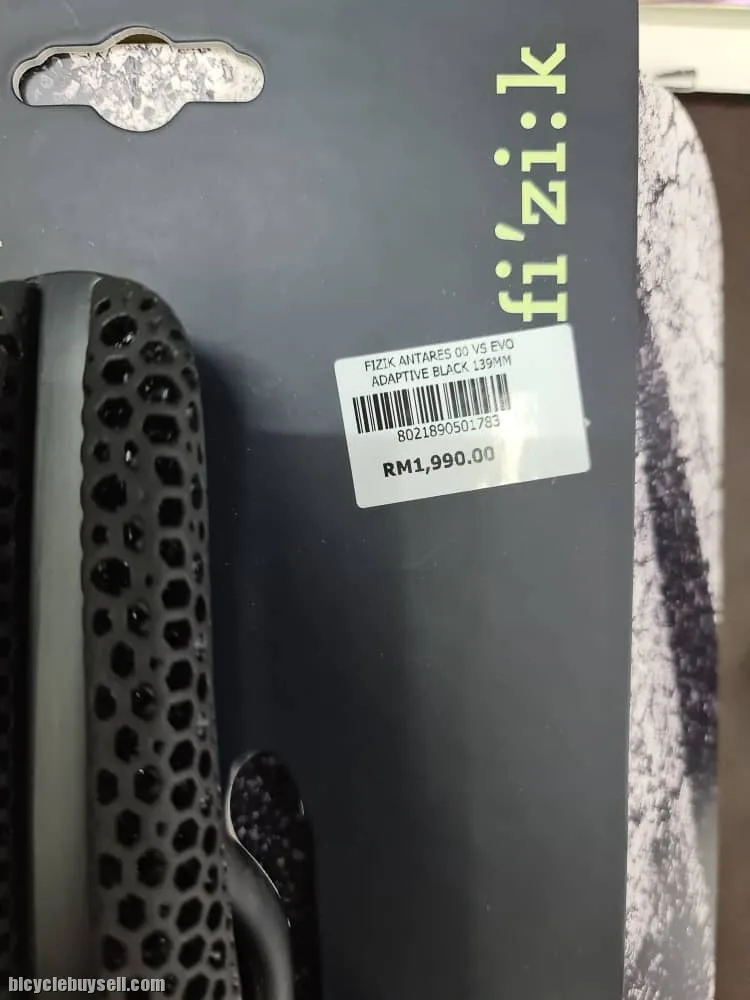 fi'zi:k
FIZIK ANTARES 00 VS EVO
ADAPTIVE BLACK 139MM
8021890501783
RM1,990.00
bicyclebuysell.com